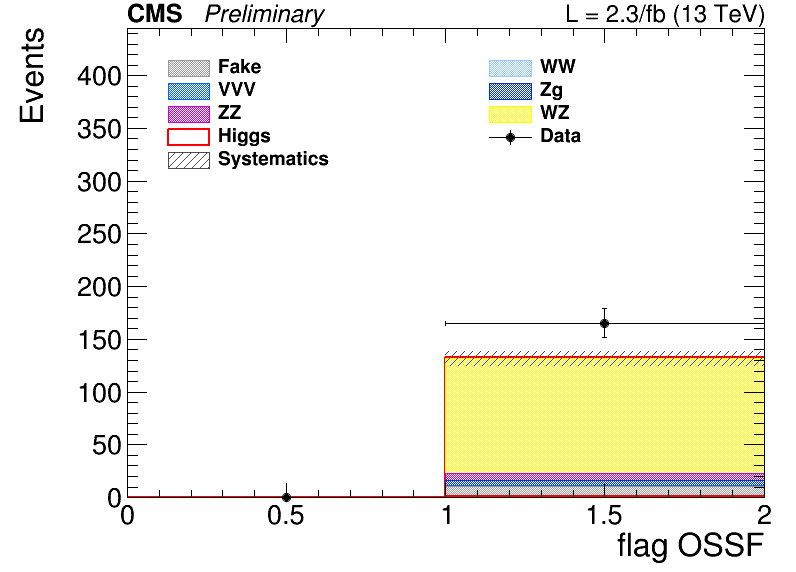 CMS Preliminary L = 2.3/fb (13 TeV)
Events
400
350
300
250
200
150
100
50
0
Fake WW
VVV Zg
ZZ WZ
Higgs Data
Systematics
0 0.5 1 1.5 2
flag OSSF